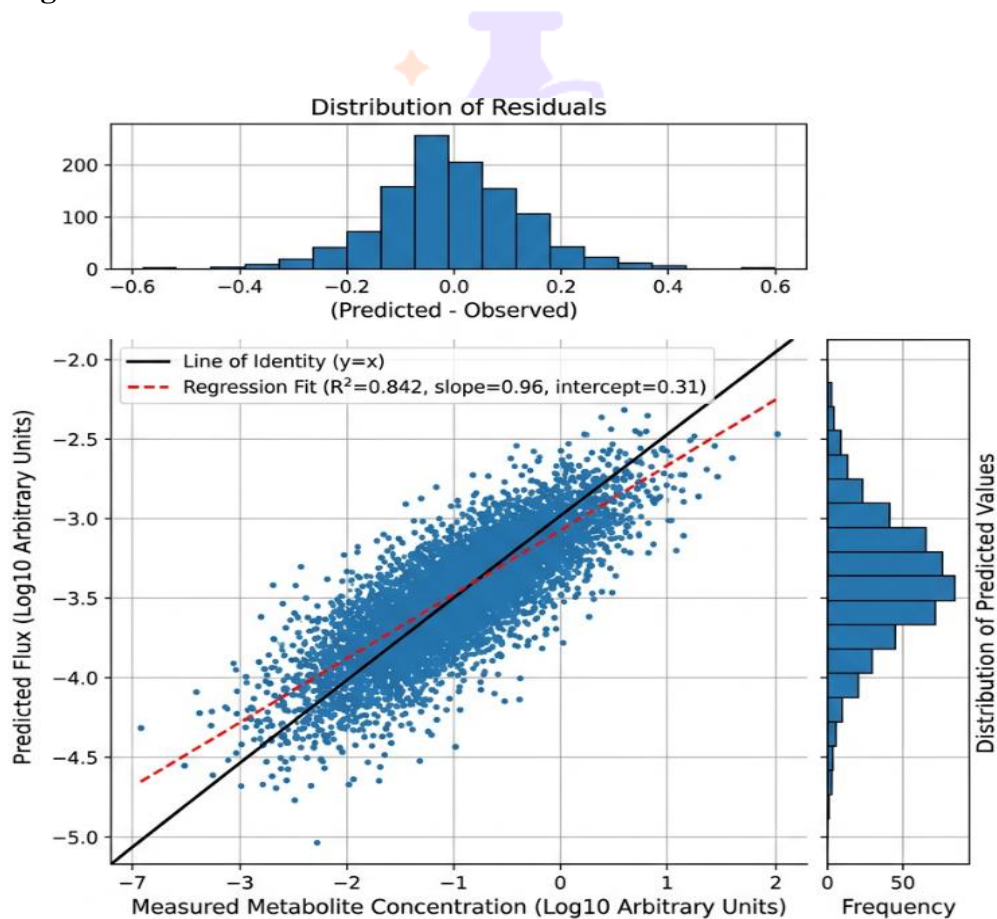 Distribution of Residuals
200
100
0
−0.6 −0.4 −0.2 0.0 0.2 0.4 0.6
(Predicted - Observed)
Line of Identity (y=x)
Regression Fit (R²=0.842, slope=0.96, intercept=0.31)
Predicted Flux (Log10 Arbitrary Units)
−2.0
−2.5
−3.0
−3.5
−4.0
−4.5
−5.0
−7 −3 −2 −1 0 1 2
Measured Metabolite Concentration (Log10 Arbitrary Units)
Distribution of Predicted Values
0 50
Frequency